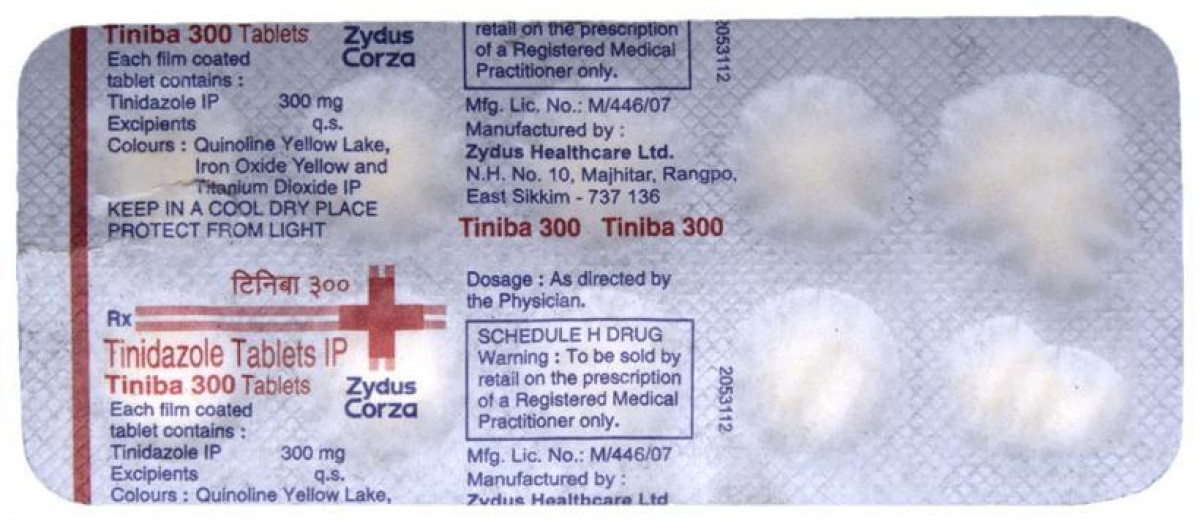 Tiniba 300 Tablets
Zydus
Corza
Each film coated
tablet contains :
Tinidazole IP 300 mg
Excipients q.s.
Colours : Quinoline Yellow Lake,
Iron Oxide Yellow and
Titanium Dioxide IP
KEEP IN A COOL DRY PLACE
PROTECT FROM LIGHT
retail on the prescription
of a Registered Medical
Practitioner only.
Mfg. Lic. No.: M/446/07
Manufactured by :
Zydus Healthcare Ltd.
N.H. No. 10, Majhitar, Rangpo,
East Sikkim - 737 136
Tiniba 300 Tiniba 300
2053112
टिनिबा ३००
Rx
Tinidazole Tablets IP
Tiniba 300 Tablets
Zydus
Corza
Each film coated
tablet contains :
Tinidazole IP 300 mg
Excipients q.s.
Colours : Quinoline Yellow Lake,
Dosage : As directed by
the Physician.
SCHEDULE H DRUG
Warning : To be sold by
retail on the prescription
of a Registered Medical
Practitioner only.
Mfg. Lic. No.: M/446/07
Manufactured by :
Zydus Healthcare Ltd
2053112